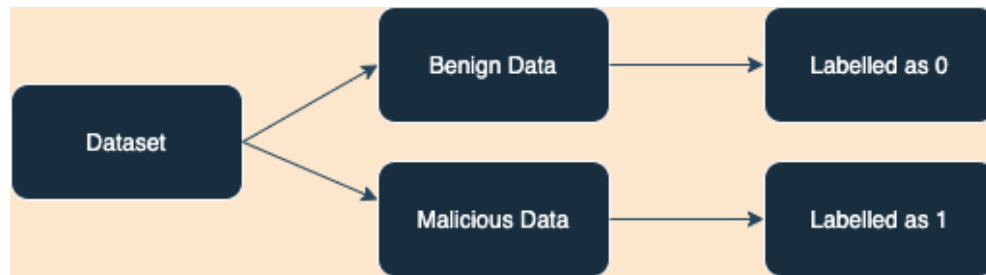 Dataset
Benign Data
Labelled as 0
Malicious Data
Labelled as 1